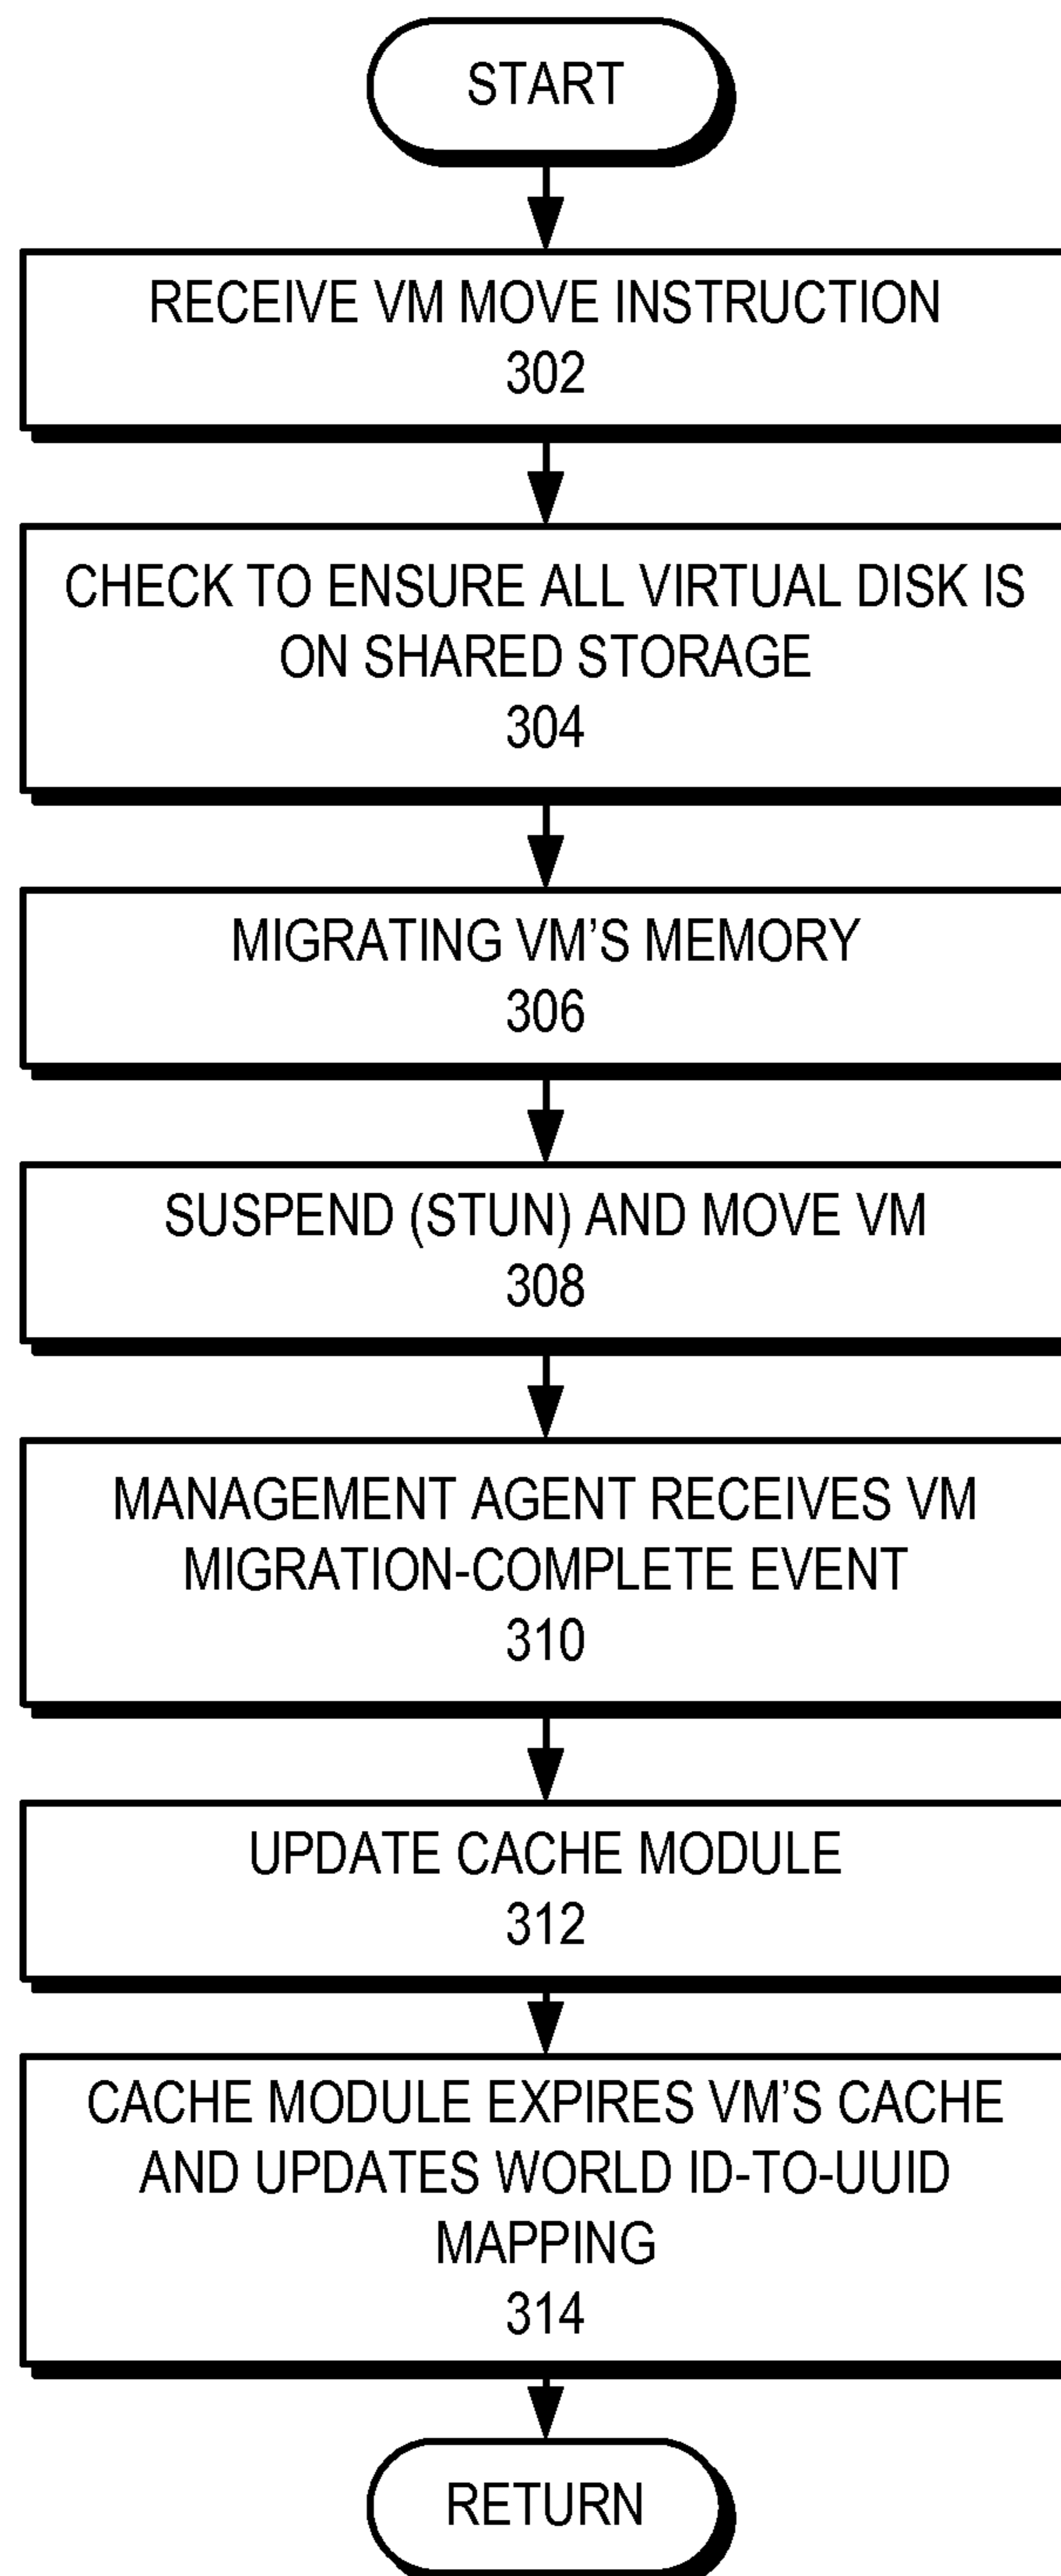 START
RECEIVE VM MOVE INSTRUCTION
302
CHECK TO ENSURE ALL VIRTUAL DISK IS
ON SHARED STORAGE
304
MIGRATING VM'S MEMORY
306
SUSPEND (STUN) AND MOVE VM
308
MANAGEMENT AGENT RECEIVES VM
MIGRATION-COMPLETE EVENT
310
UPDATE CACHE MODULE
312
CACHE MODULE EXPIRES VM'S CACHE
AND UPDATES WORLD ID-TO-UUID
MAPPING
314
RETURN